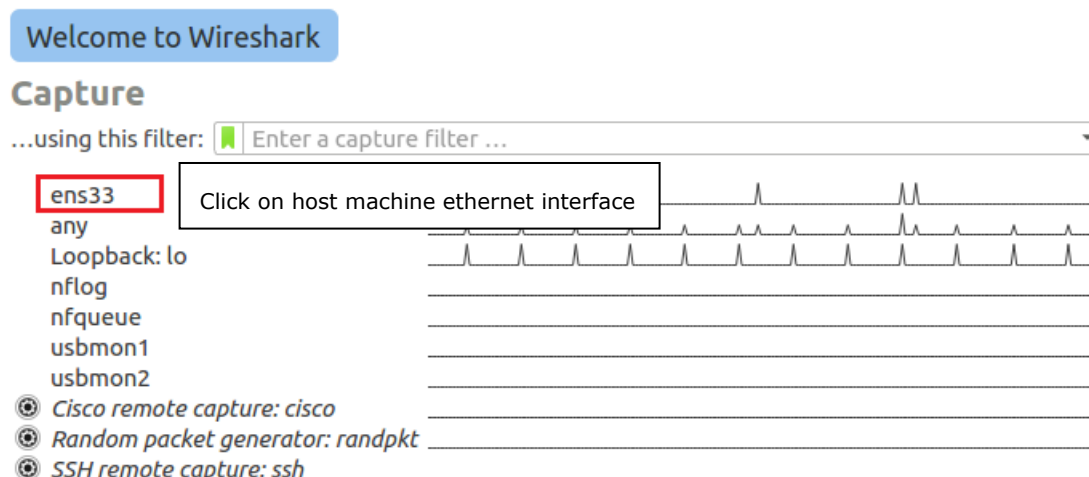 Welcome to Wireshark
Capture
...using this filter: Enter a capture filter ...
ens33
Click on host machine ethernet interface
any
Loopback: lo
nflog
nfqueue
usbmon1
usbmon2
Cisco remote capture: cisco
Random packet generator: randpkt
SSH remote capture: ssh